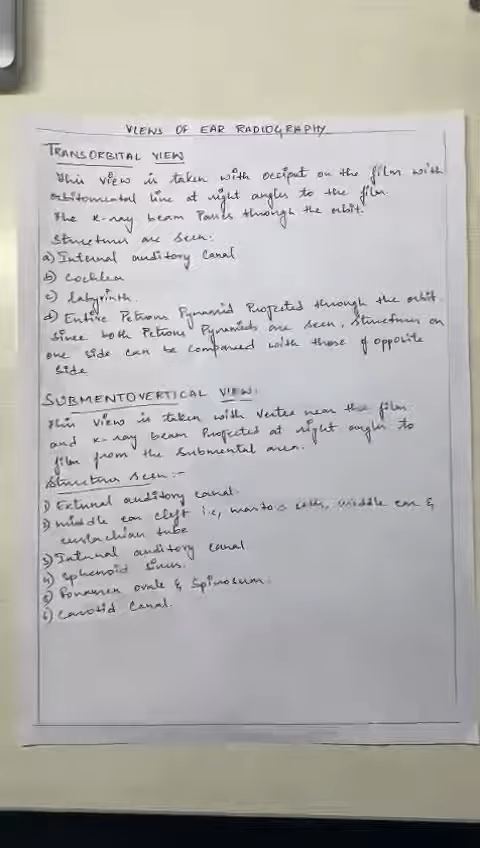 VIEWS OF EAR RADIOGRAPHY
TRANSORBITAL VIEW
This view is taken with occiput on the film with
orbitomental line at right angles to the film.
The x-ray beam Passes through the orbit.
Structures are seen:
a) Internal auditory Canal
b) Cochlea
c) labyrinth.
d) Entire Petrous Pyramid Projected through the orbit.
Since both Petrous Pyramids are seen, structures on
one side can be compared with those of opposite
side
SUBMENTOVERTICAL VIEW:
This view is taken with vertex near the film
and x-ray beam Projected at right angles to
film from the submental area.
Structures seen:-
1) External auditory canal.
2) middle ear cleft i.e, middle ear &
eustachian tube
3) Internal auditory canal
4) Sphenoid sinus.
5) Foramen ovale & Spinosum.
6) Carotid Canal.